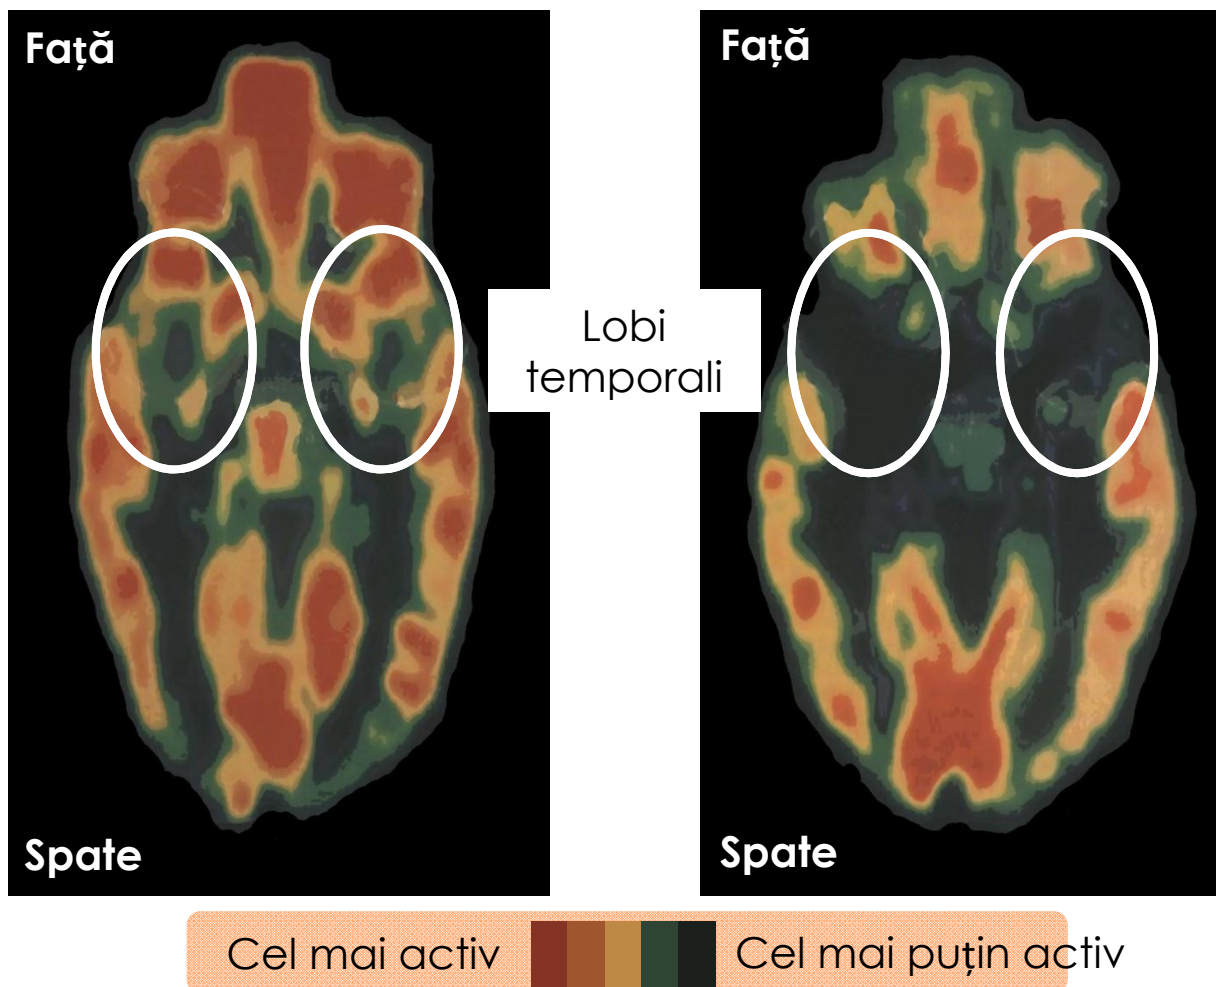 Față
Față
Lobi
temporali
Spate
Spate
Cel mai activ
Cel mai puțin activ